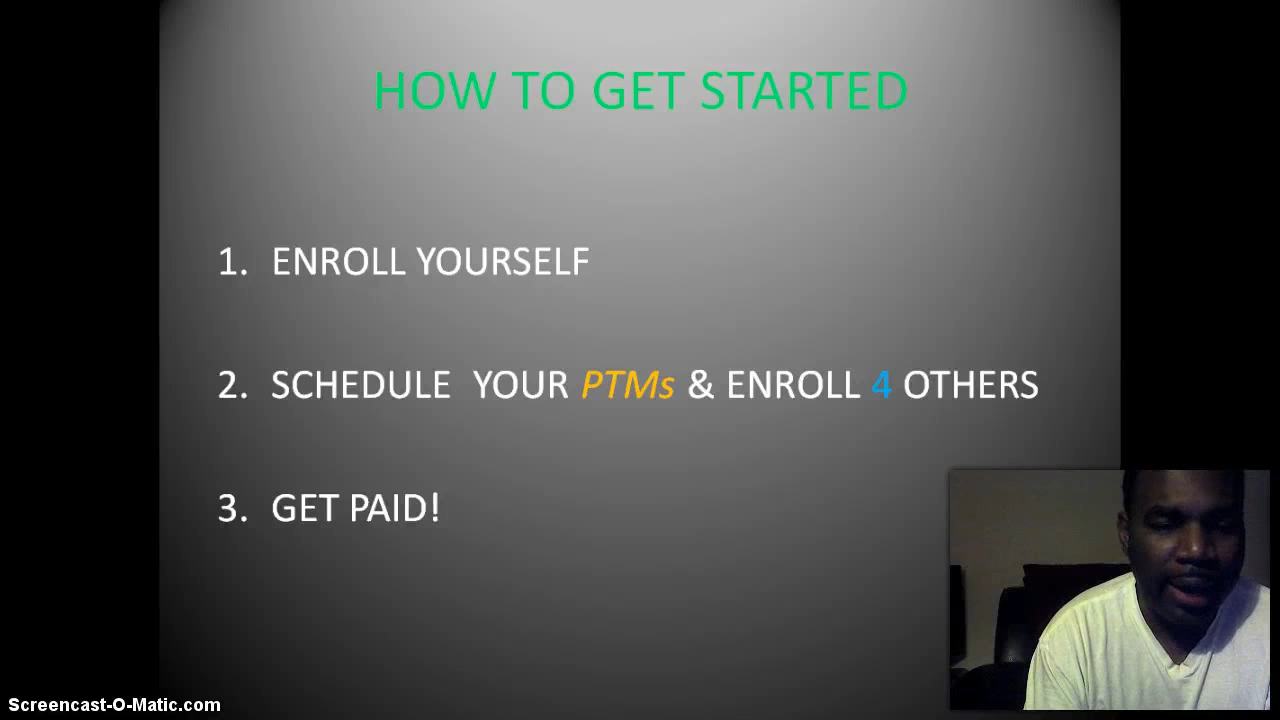 HOW TO GET STARTED
1. ENROLL YOURSELF
2. SCHEDULE YOUR PTMs & ENROLL 4 OTHERS
3. GET PAID!
Screencast-O-Matic.com